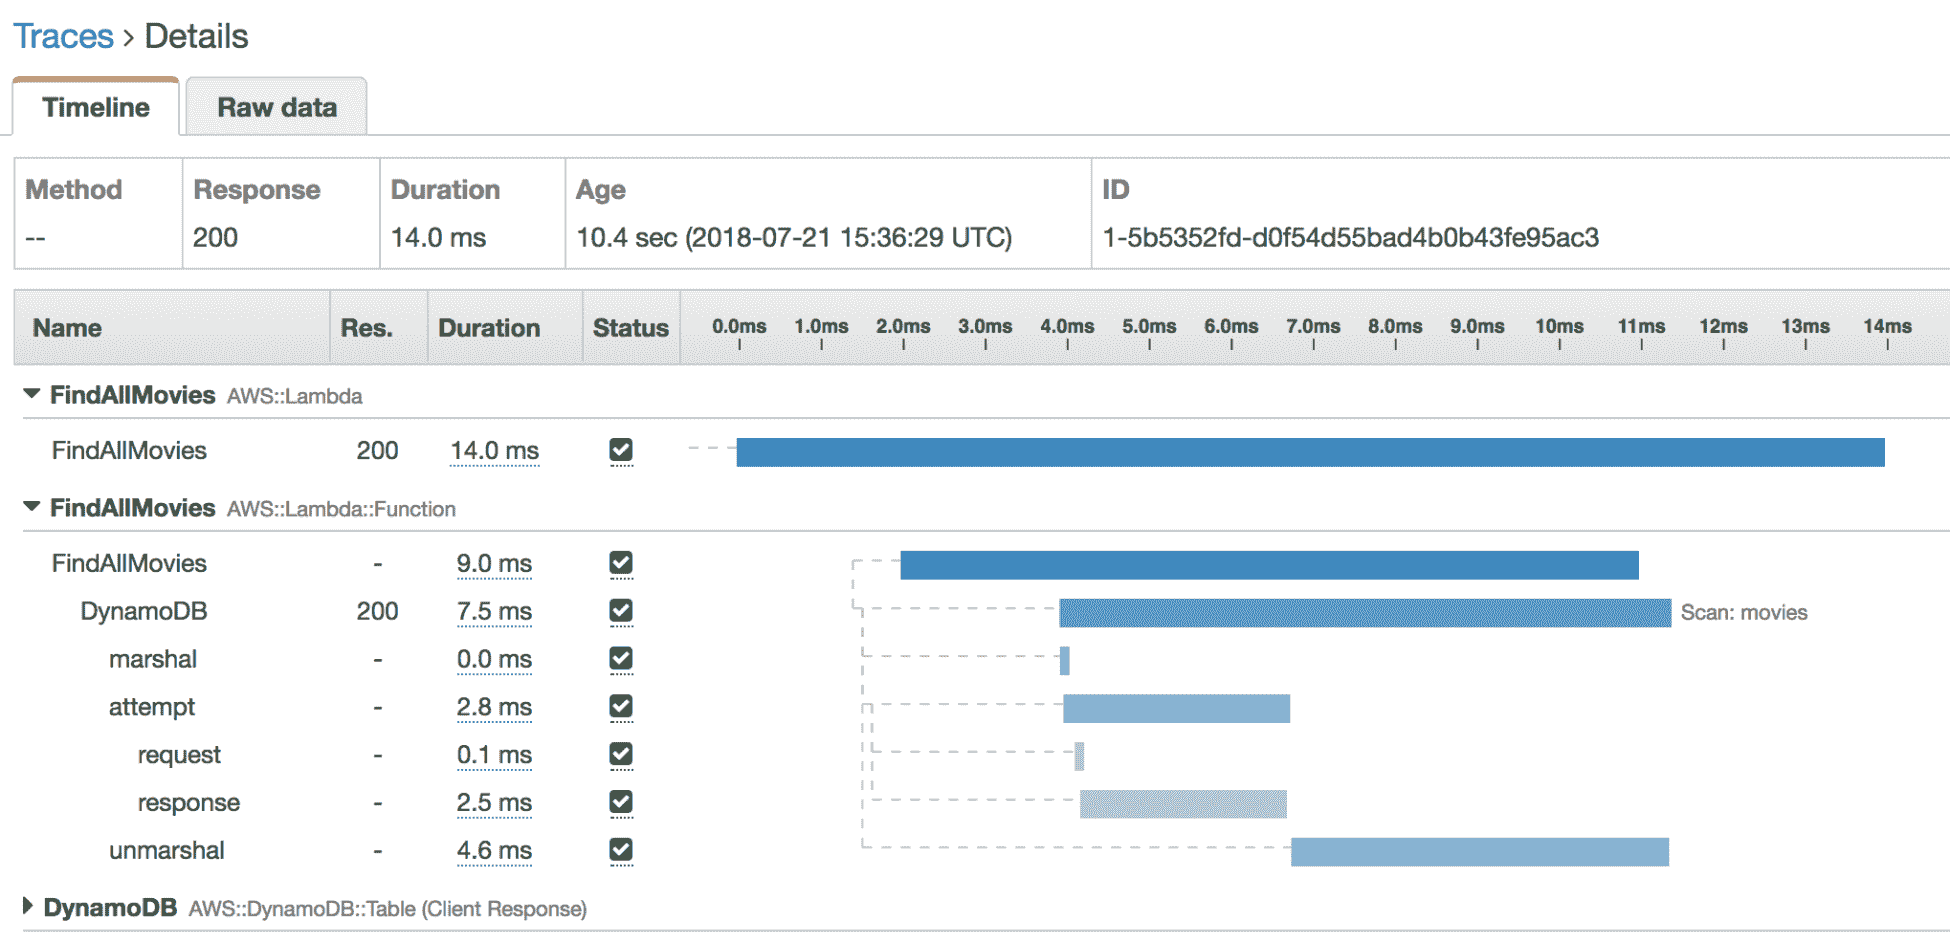 Traces › Details
Timeline Raw data
Method Response Duration Age ID
-- 200 14.0 ms 10.4 sec (2018-07-21 15:36:29 UTC) 1-5b5352fd-d0f54d55bad4b0b43fe95ac3
Name Res. Duration Status 0.0ms 1.0ms 2.0ms 3.0ms 4.0ms 5.0ms 6.0ms 7.0ms 8.0ms 9.0ms 10ms 11ms 12ms 13ms 14ms
FindAllMovies AWS::Lambda
FindAllMovies 200 14.0 ms
FindAllMovies AWS::Lambda::Function
FindAllMovies - 9.0 ms
DynamoDB 200 7.5 ms Scan: movies
marshal - 0.0 ms
attempt - 2.8 ms
request - 0.1 ms
response - 2.5 ms
unmarshal - 4.6 ms
DynamoDB AWS::DynamoDB::Table (Client Response)